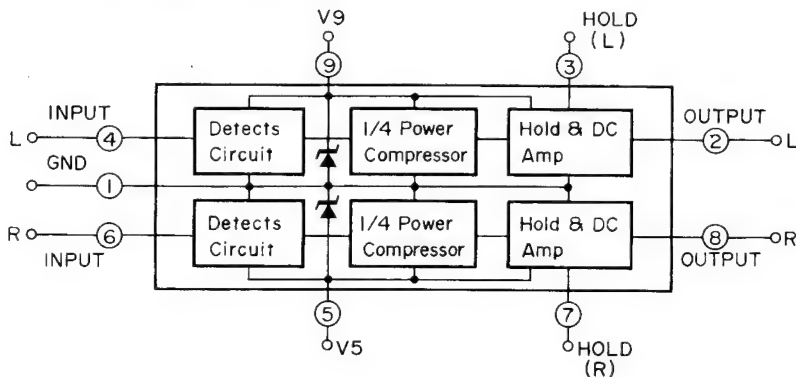 V9
HOLD
(L)
9
3
INPUT
OUTPUT
L
4
Detects
Circuit
1/4 Power
Compressor
Hold & DC
Amp
2
L
GND
1
R
6
Detects
Circuit
1/4 Power
Compressor
Hold & DC
Amp
8
R
INPUT
OUTPUT
5
7
V5
HOLD
(R)